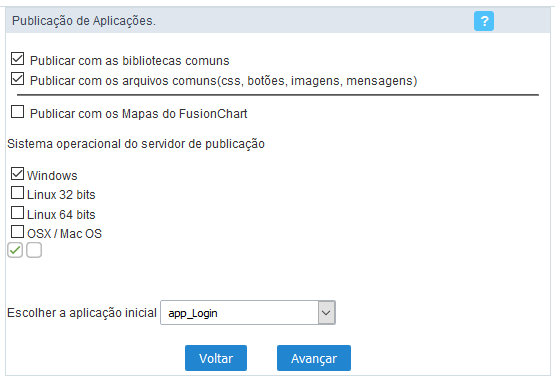 Publicação de Aplicações. ?
Publicar com as bibliotecas comuns
Publicar com os arquivos comuns(css, botões, imagens, mensagens)
Publicar com os Mapas do FusionChart
Sistema operacional do servidor de publicação
Windows
Linux 32 bits
Linux 64 bits
OSX / Mac OS
Escolher a aplicação inicial app_Login
Voltar Avançar